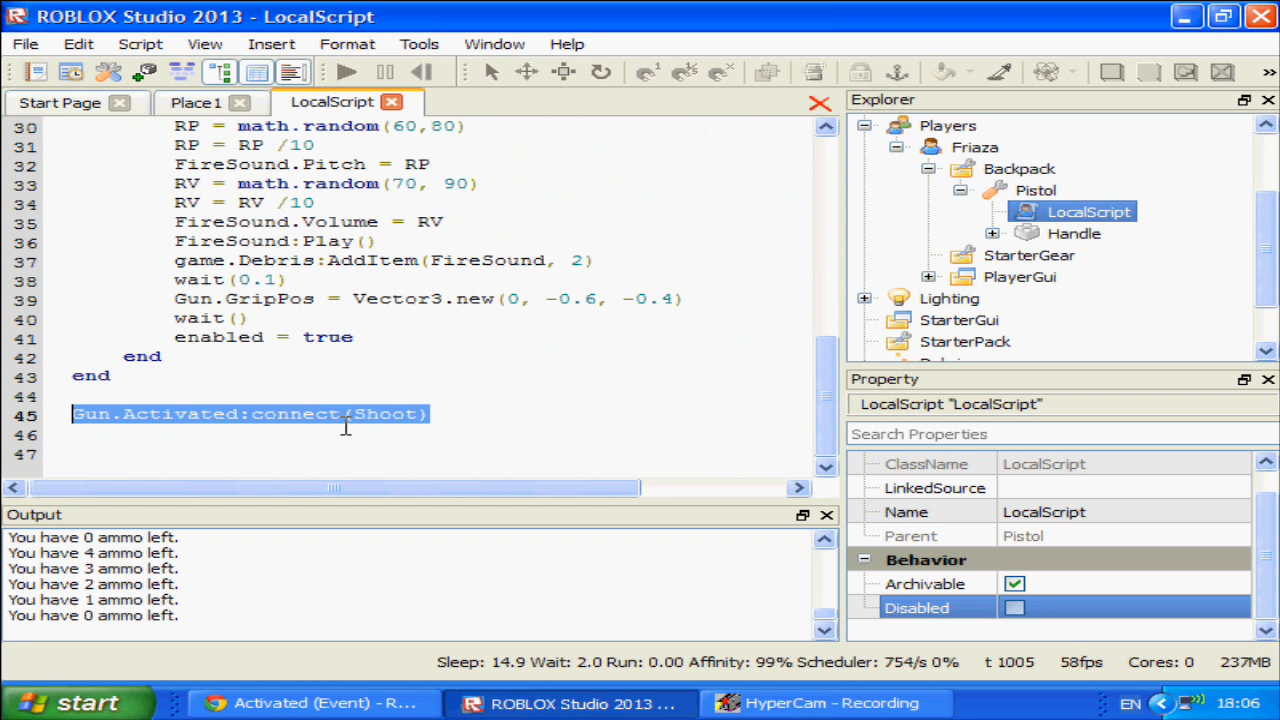 ROBLOX Studio 2013 - LocalScript
File Edit Script View Insert Format Tools Window Help
Start Page Place1 LocalScript
30 RP = math.random(60,80)
31 RP = RP /10
32 FireSound.Pitch = RP
33 RV = math.random(70, 90)
34 RV = RV /10
35 FireSound.Volume = RV
36 FireSound:Play()
37 game.Debris:AddItem(FireSound, 2)
38 wait(0.1)
39 Gun.GripPos = Vector3.new(0, -0.6, -0.4)
40 wait()
41 enabled = true
42 end
43 end
44
45 Gun.Activated:connect(Shoot)
46
47
Output
You have 0 ammo left.
You have 4 ammo left.
You have 3 ammo left.
You have 2 ammo left.
You have 1 ammo left.
You have 0 ammo left.
Explorer
Players
Friaza
Backpack
Pistol
LocalScript
Handle
StarterGear
PlayerGui
Lighting
StarterGui
StarterPack
Property
LocalScript "LocalScript"
Search Properties
ClassName LocalScript
LinkedSource
Name LocalScript
Parent Pistol
Behavior
Archivable
Disabled
Sleep: 14.9 Wait: 2.0 Run: 0.00 Affinity: 99% Scheduler: 754/s 0% t 1005 58fps Cores: 0 237MB
start Activated (Event) - R... ROBLOX Studio 2013 ... HyperCam - Recording EN 18:06